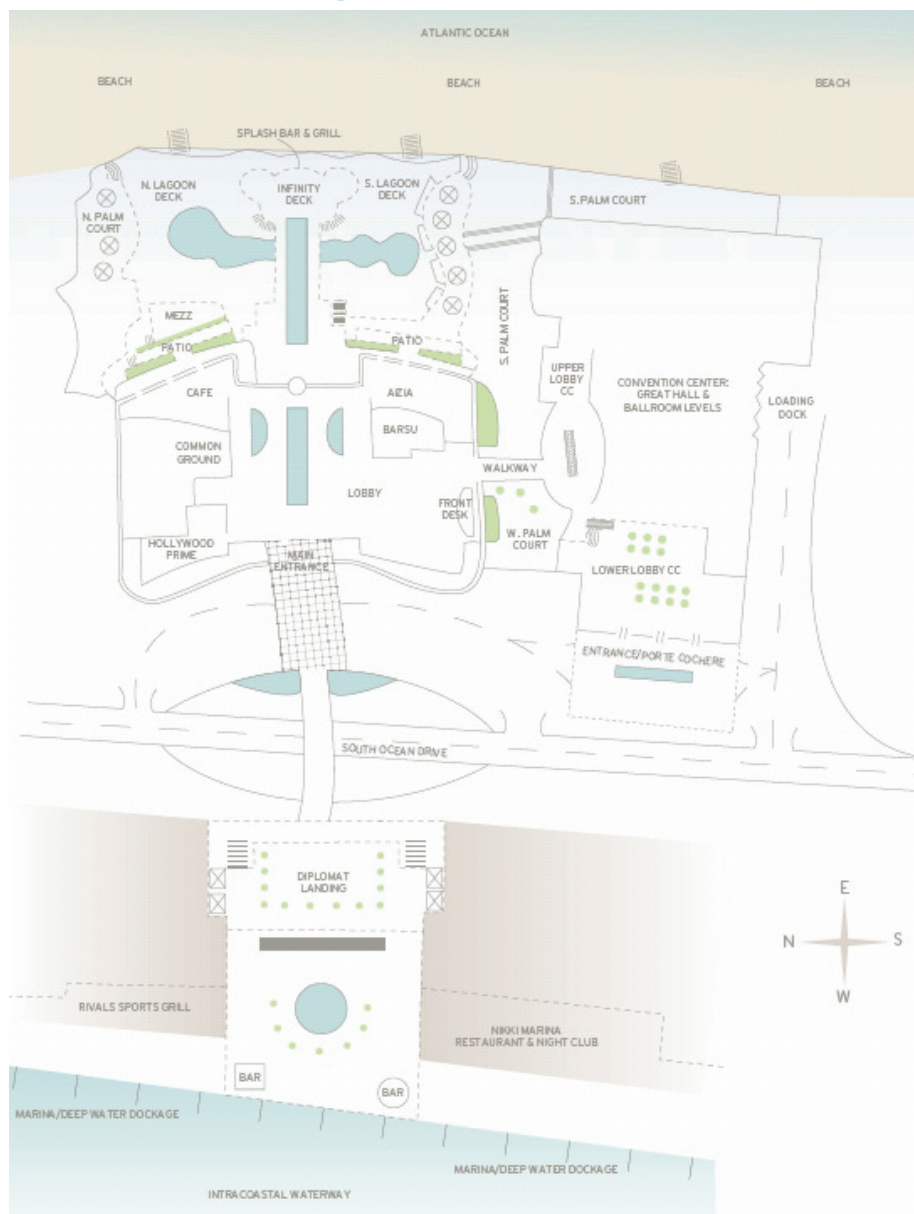 ATLANTIC OCEAN
BEACH
BEACH
BEACH
SPLASH BAR & GRILL
N. LAGOON
DECK
INFINITY
DECK
S. LAGOON
DECK
S. PALM COURT
N. PALM
COURT
MEZZ
PATIO
PATIO
S. PALM COURT
CAFE
AIZIA
UPPER
LOBBY
CC
CONVENTION CENTER:
GREAT HALL &
BALLROOM LEVELS
LOADING
DOCK
BARSU
COMMON
GROUND
WALKWAY
LOBBY
FRONT
DESK
W. PALM
COURT
HOLLYWOOD
PRIME
MAIN
ENTRANCE
LOWER LOBBY CC
ENTRANCE/PORTE COCHERE
SOUTH OCEAN DRIVE
DIPLOMAT
LANDING
E
N
S
W
RIVALS SPORTS GRILL
NIKKI MARINA
RESTAURANT & NIGHT CLUB
BAR
BAR
MARINA/DEEP WATER DOCKAGE
MARINA/DEEP WATER DOCKAGE
INTRACOASTAL WATERWAY